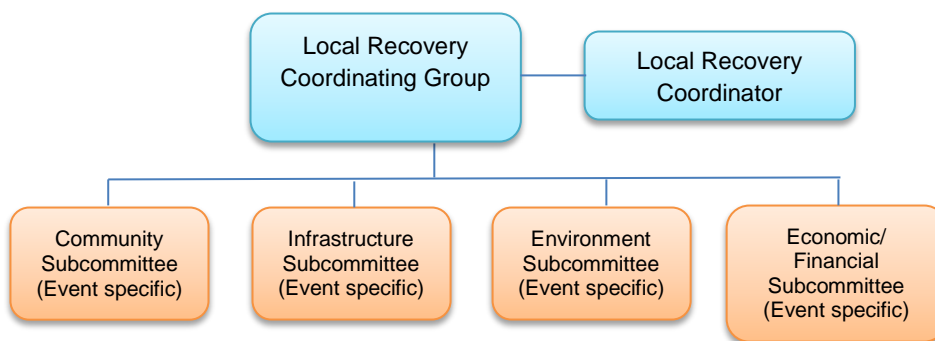 Local Recovery
Coordinating Group
Local Recovery
Coordinator
Community
Subcommittee
(Event specific)
Infrastructure
Subcommittee
(Event specific)
Environment
Subcommittee
(Event specific)
Economic/
Financial
Subcommittee
(Event specific)